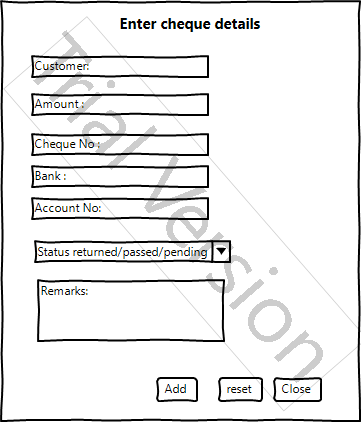 Enter cheque details
Customer:
Amount :
Cheque No :
Bank :
Account No:
Status returned/passed/pending
Remarks:
Add reset Close
Trial Version